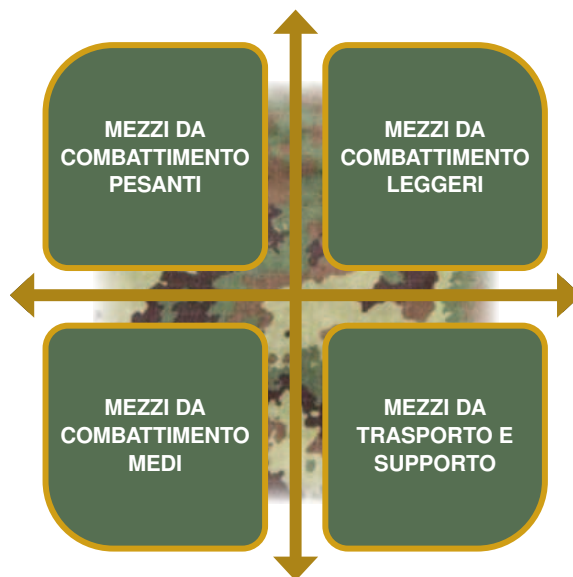 MEZZI DA
COMBATTIMENTO
PESANTI
MEZZI DA
COMBATTIMENTO
LEGGERI
MEZZI DA
COMBATTIMENTO
MEDI
MEZZI DA
TRASPORTO E
SUPPORTO